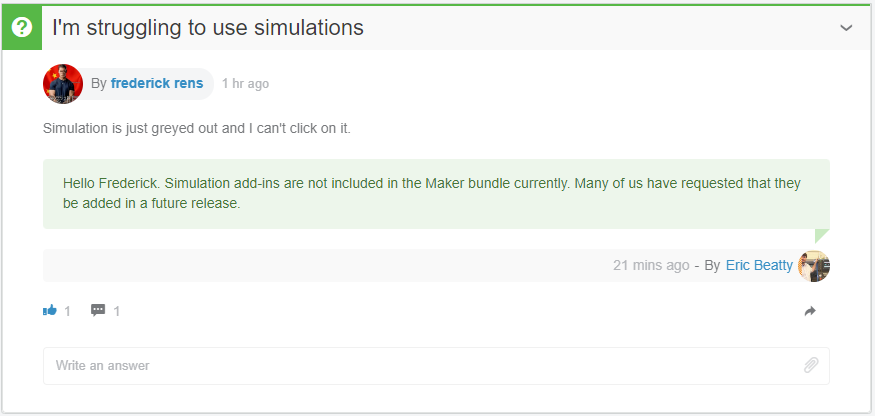 I'm struggling to use simulations
By frederick rens 1 hr ago
Simulation is just greyed out and I can't click on it.
Hello Frederick. Simulation add-ins are not included in the Maker bundle currently. Many of us have requested that they
be added in a future release.
21 mins ago - By Eric Beatty
1 1
Write an answer